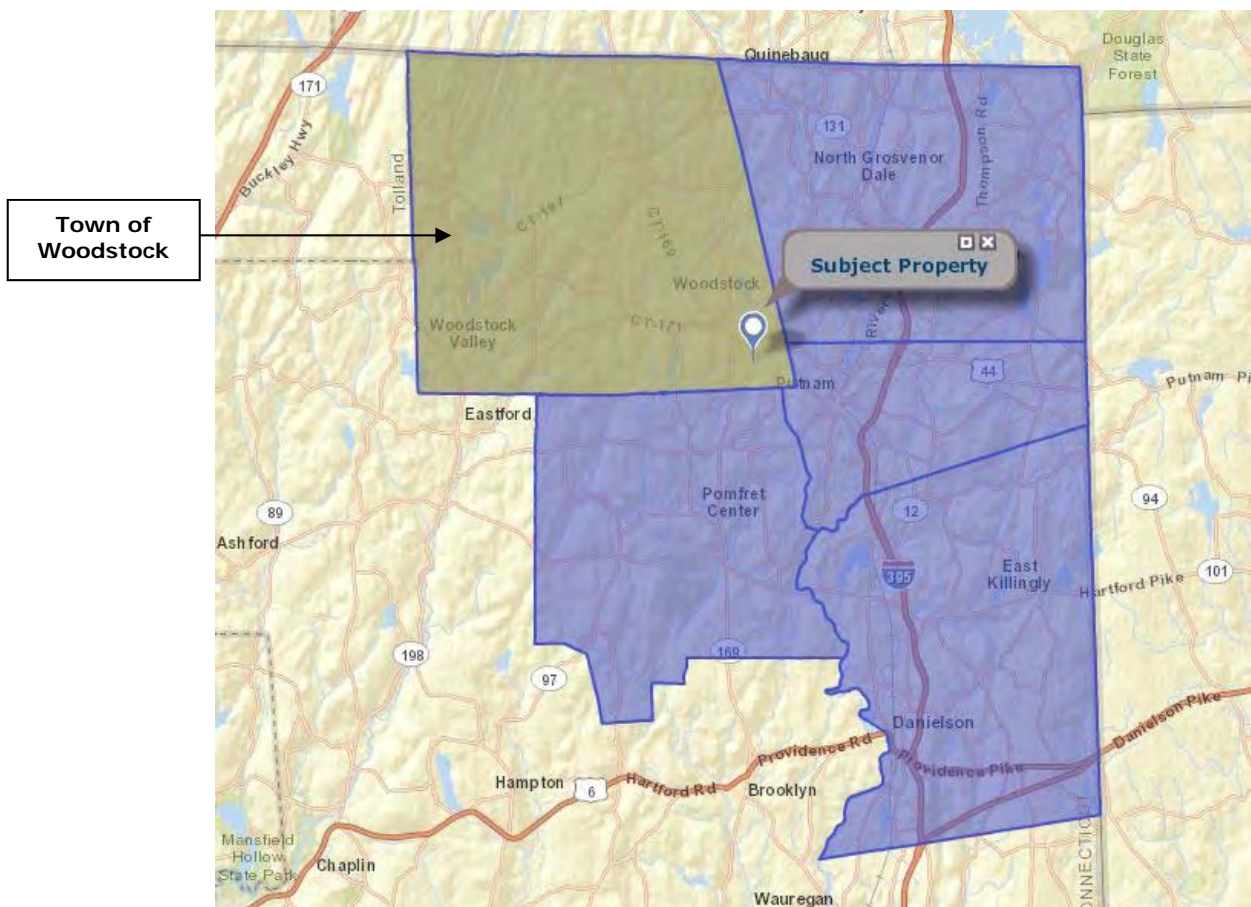 Quinebaug
Douglas
State
Forest
171
Buckley Hwy
Tolland
131
North Grosvenor
Dale
Thompson Rd
Town of
Woodstock
CT-197
CT-169
Subject Property
Woodstock
River
Woodstock
Valley
CT-171
44
Putnam
Putnam Pi
Eastford
Pomfret
Center
89
12
94
Ashford
395
East
Killingly
Hartford Pike
101
198
169
97
Danielson
Danielson Pike
Providence Rd
Providence Pike
Hampton
6
Hartford Rd
Brooklyn
Mansfield
Hollow
State Park
Chaplin
ONNECTICUT
Wauregan